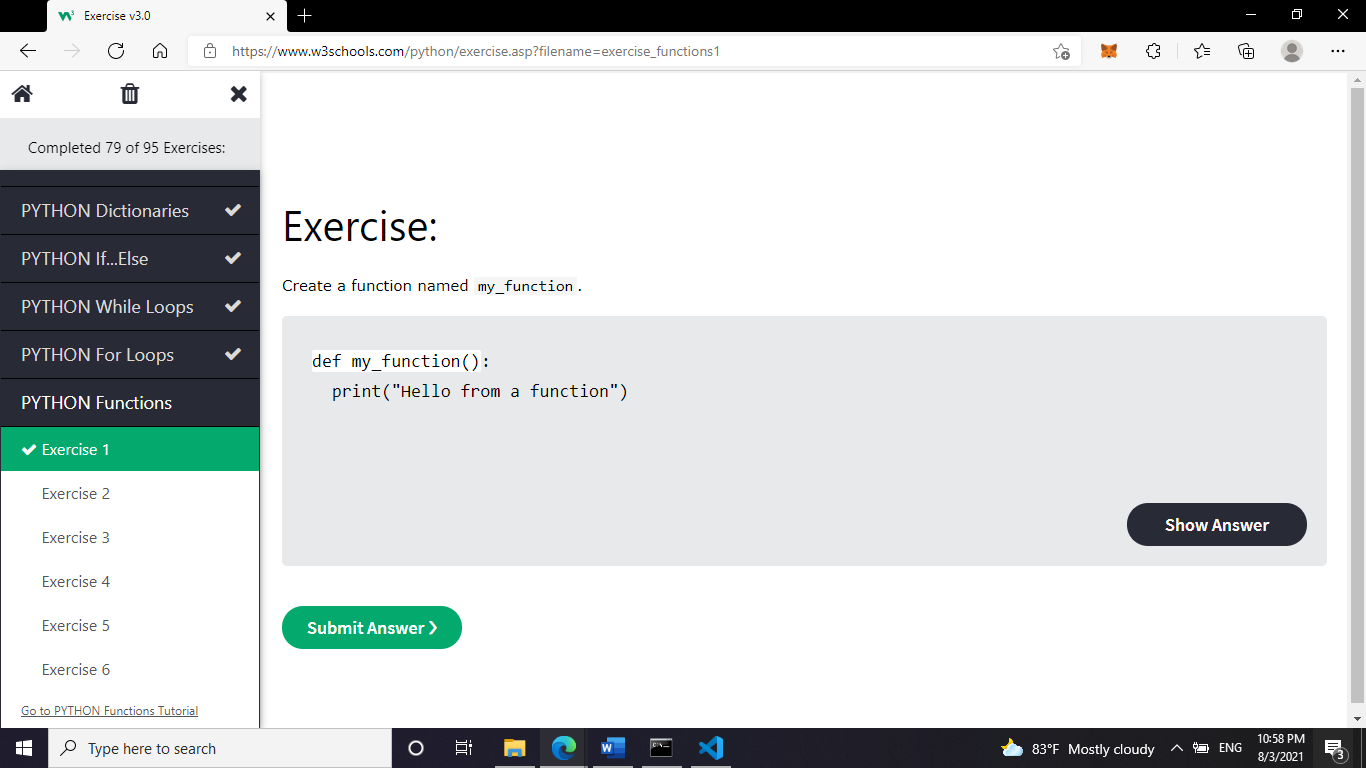 Exercise v3.0
https://www.w3schools.com/python/exercise.asp?filename=exercise_functions1
Completed 79 of 95 Exercises:
PYTHON Dictionaries
PYTHON If...Else
PYTHON While Loops
PYTHON For Loops
PYTHON Functions
Exercise 1
Exercise 2
Exercise 3
Exercise 4
Exercise 5
Exercise 6
Go to PYTHON Functions Tutorial
Exercise:
Create a function named my_function.
def my_function():
  print("Hello from a function")
Show Answer
Submit Answer ❯
Type here to search
83°F Mostly cloudy
ENG
10:58 PM
8/3/2021
3